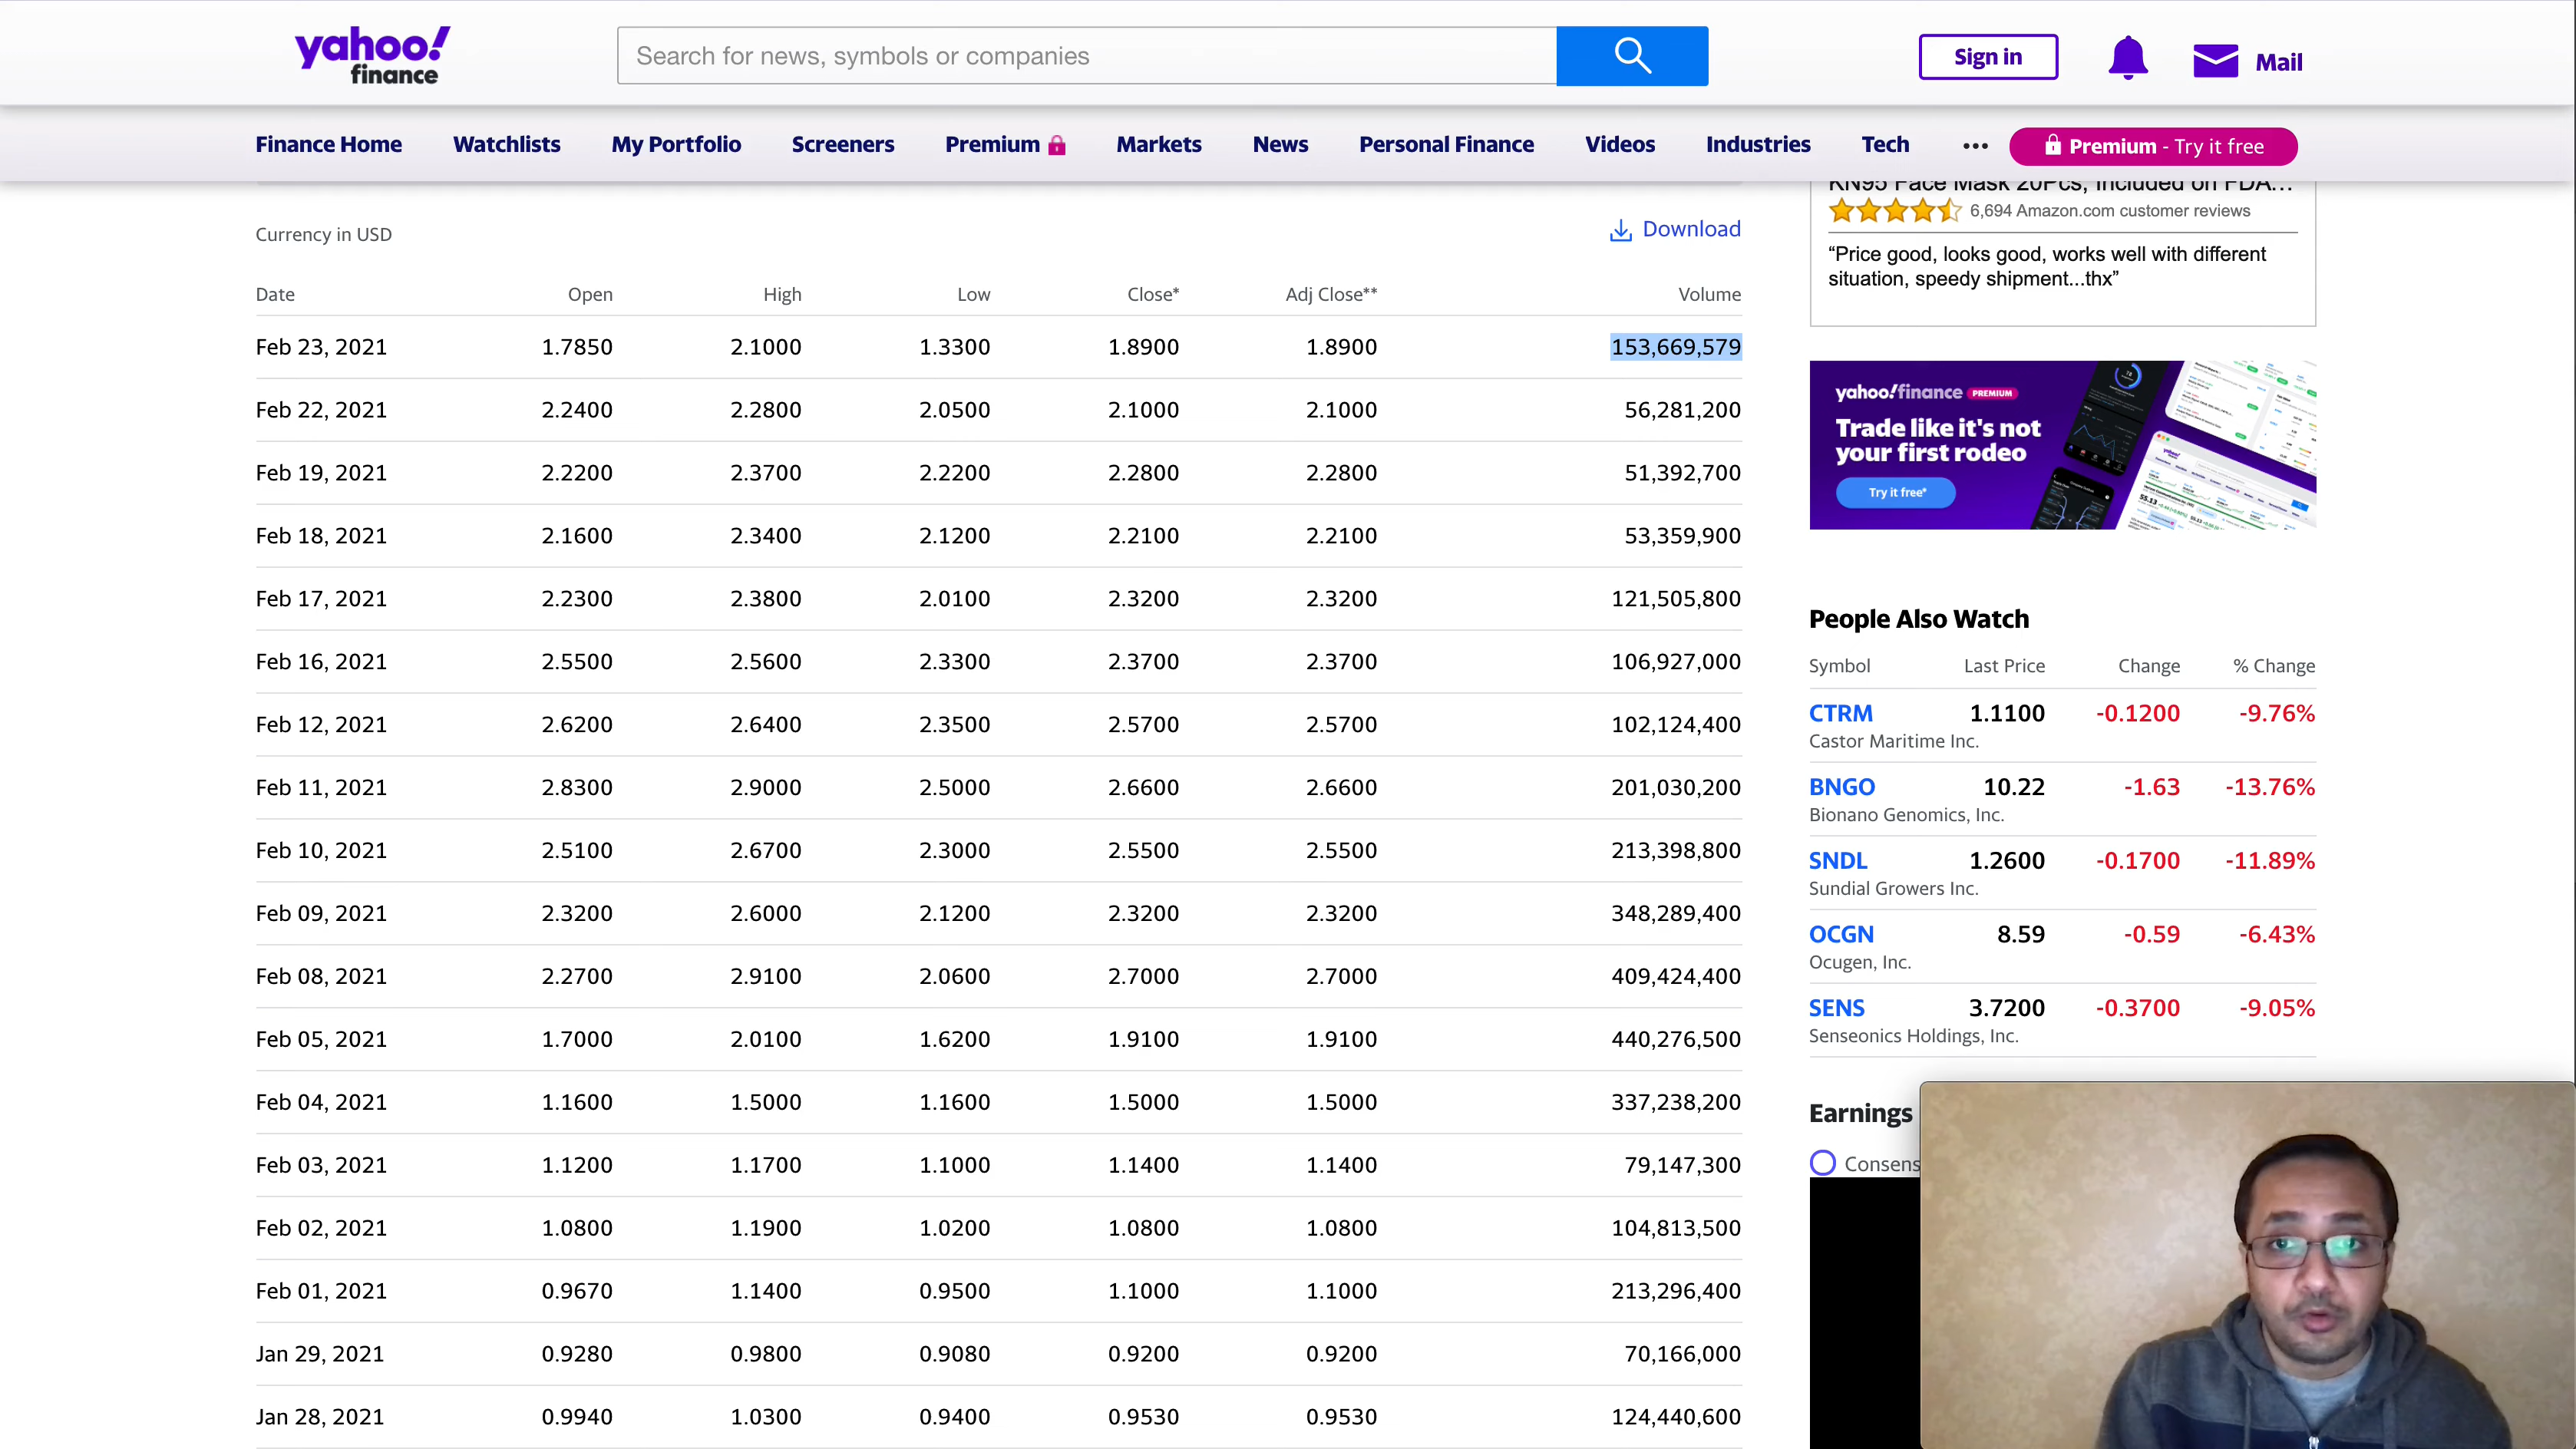 yahoo!
finance
Search for news, symbols or companies
Sign in
Mail
Finance Home Watchlists My Portfolio Screeners Premium Markets News Personal Finance Videos Industries Tech ••• Premium - Try it free
KN95 Face Mask 20Pcs, Included on FDA...
6,694 Amazon.com customer reviews
“Price good, looks good, works well with different
situation, speedy shipment...thx”
Currency in USD Download
Date Open High Low Close* Adj Close** Volume
Feb 23, 2021 1.7850 2.1000 1.3300 1.8900 1.8900 153,669,579
Feb 22, 2021 2.2400 2.2800 2.0500 2.1000 2.1000 56,281,200
Feb 19, 2021 2.2200 2.3700 2.2200 2.2800 2.2800 51,392,700
Feb 18, 2021 2.1600 2.3400 2.1200 2.2100 2.2100 53,359,900
Feb 17, 2021 2.2300 2.3800 2.0100 2.3200 2.3200 121,505,800
Feb 16, 2021 2.5500 2.5600 2.3300 2.3700 2.3700 106,927,000
Feb 12, 2021 2.6200 2.6400 2.3500 2.5700 2.5700 102,124,400
Feb 11, 2021 2.8300 2.9000 2.5000 2.6600 2.6600 201,030,200
Feb 10, 2021 2.5100 2.6700 2.3000 2.5500 2.5500 213,398,800
Feb 09, 2021 2.3200 2.6000 2.1200 2.3200 2.3200 348,289,400
Feb 08, 2021 2.2700 2.9100 2.0600 2.7000 2.7000 409,424,400
Feb 05, 2021 1.7000 2.0100 1.6200 1.9100 1.9100 440,276,500
Feb 04, 2021 1.1600 1.5000 1.1600 1.5000 1.5000 337,238,200
Feb 03, 2021 1.1200 1.1700 1.1000 1.1400 1.1400 79,147,300
Feb 02, 2021 1.0800 1.1900 1.0200 1.0800 1.0800 104,813,500
Feb 01, 2021 0.9670 1.1400 0.9500 1.1000 1.1000 213,296,400
Jan 29, 2021 0.9280 0.9800 0.9080 0.9200 0.9200 70,166,000
Jan 28, 2021 0.9940 1.0300 0.9400 0.9530 0.9530 124,440,600
yahoo!finance PREMIUM
Trade like it's not
your first rodeo
Try it free*
People Also Watch
Symbol Last Price Change % Change
CTRM 1.1100 -0.1200 -9.76%
Castor Maritime Inc.
BNGO 10.22 -1.63 -13.76%
Bionano Genomics, Inc.
SNDL 1.2600 -0.1700 -11.89%
Sundial Growers Inc.
OCGN 8.59 -0.59 -6.43%
Ocugen, Inc.
SENS 3.7200 -0.3700 -9.05%
Senseonics Holdings, Inc.
Earnings
Consens